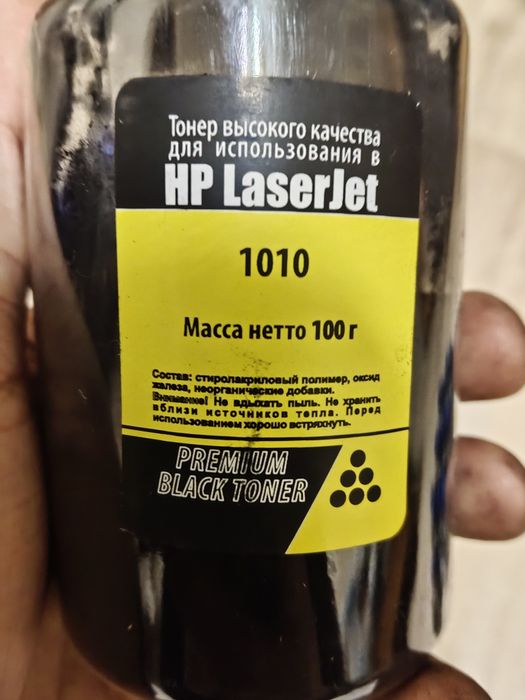 Тонер высокого качества
для использования в
HP LaserJet
1010
Масса нетто 100 г
Состав: стиролакриловый полимер, оксид
железа, неорганические добавки.
Внимание! Не вдыхать пыль. Не хранить
вблизи источников тепла. Перед
использованием хорошо встряхнуть.
PREMIUM
BLACK TONER